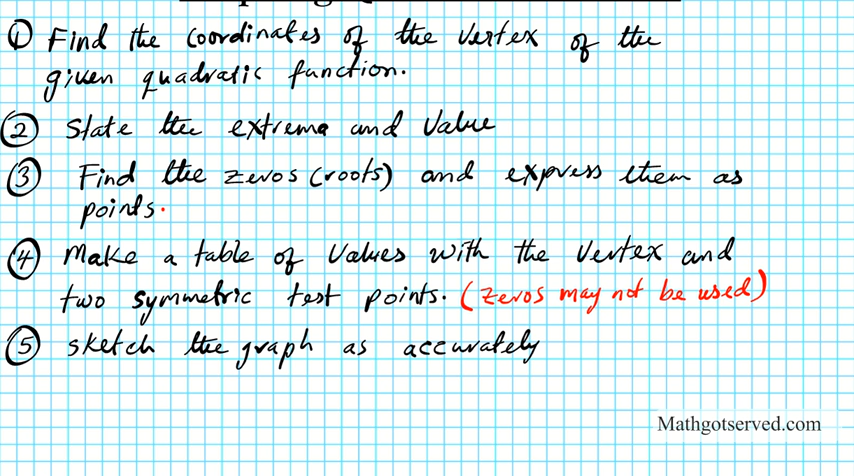 ① Find the coordinates of the vertex of the
given quadratic function.
② State the extrema and value
③ Find the zeros (roots) and express them as
points.
④ Make a table of values with the vertex and
two symmetric test points. (zeros may not be used)
⑤ sketch the graph as accurately
Mathgotserved.com